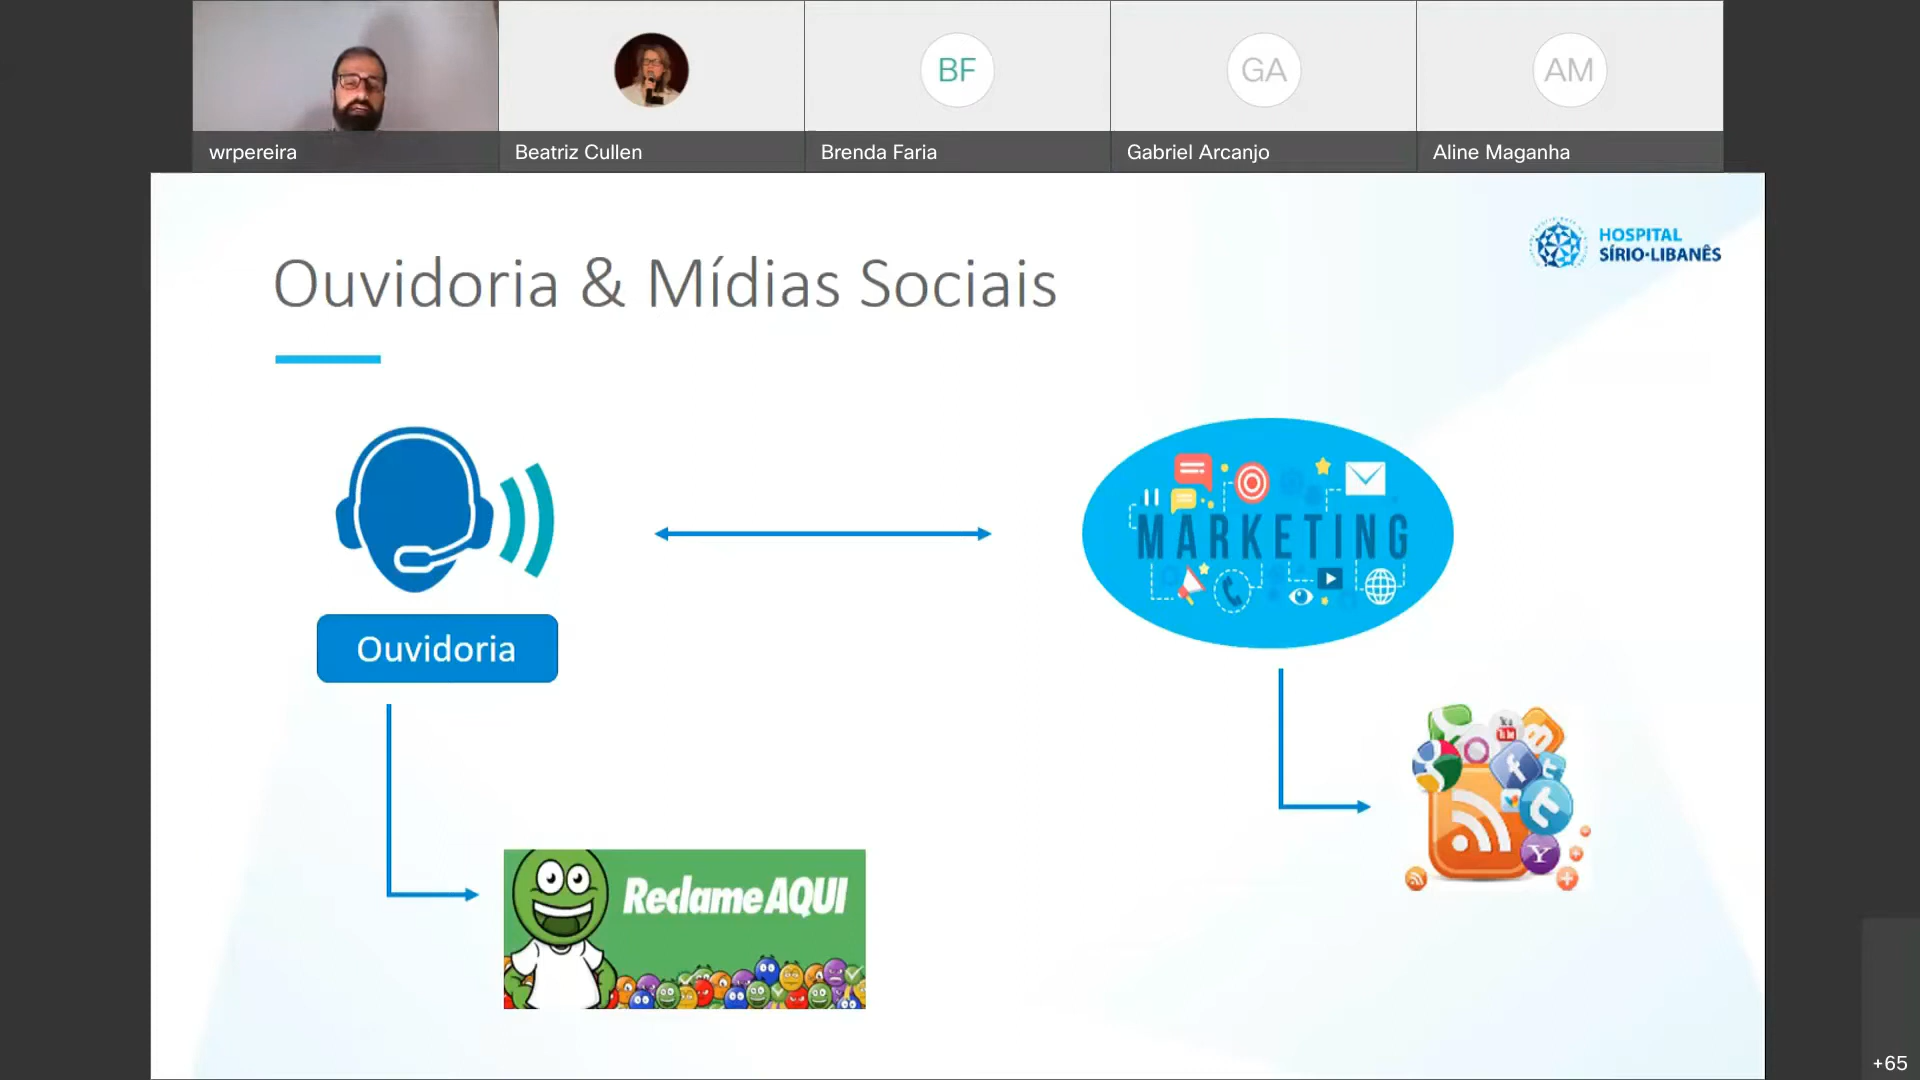 BF
GA
AM
wrpereira
Beatriz Cullen
Brenda Faria
Gabriel Arcanjo
Aline Maganha
HOSPITAL
SÍRIO-LIBANÊS
Ouvidoria & Mídias Sociais
MARKETING
Ouvidoria
ReclameAQUI
+65